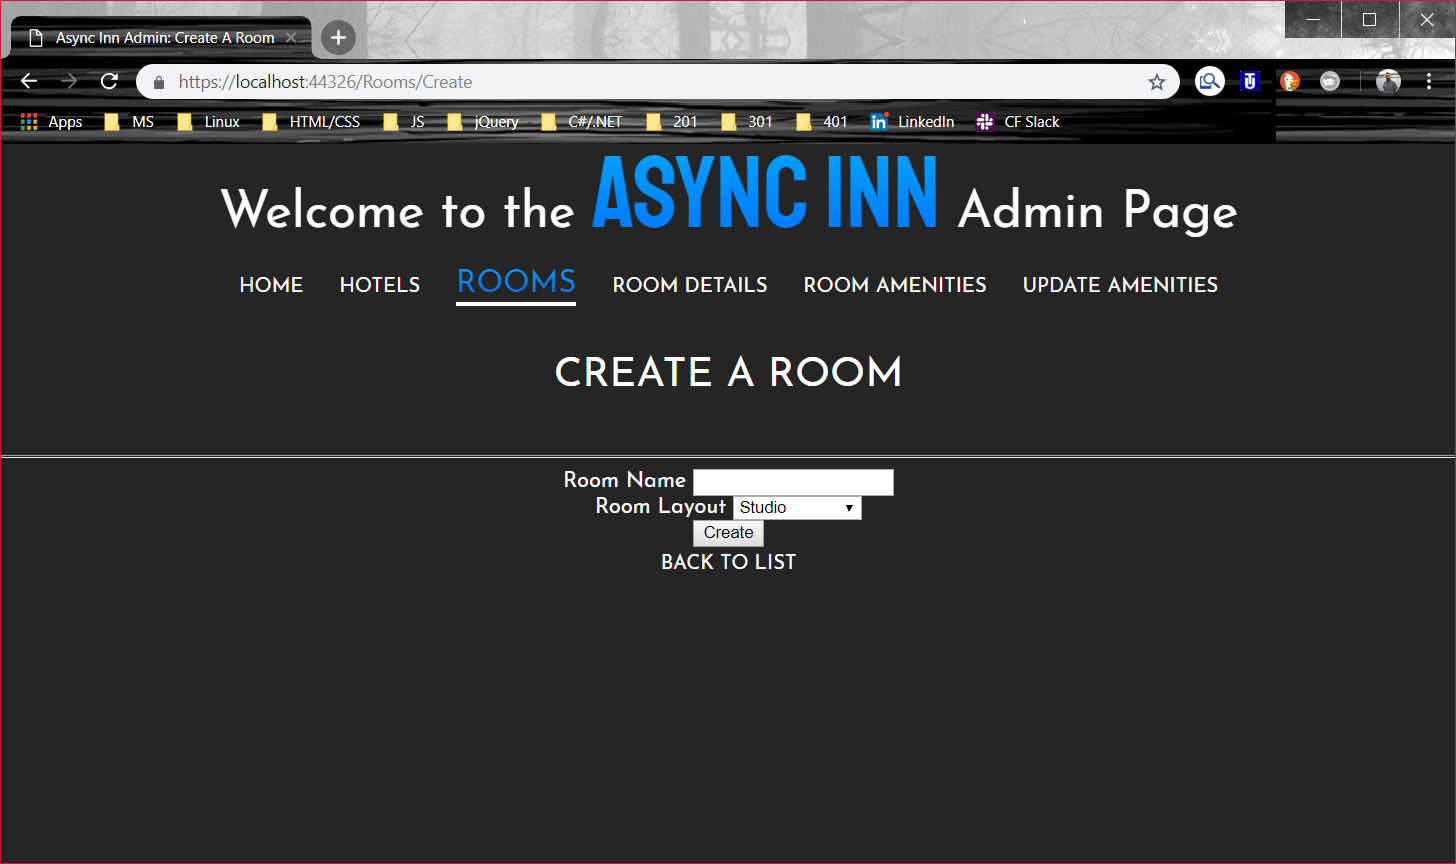 Async Inn Admin: Create A Room
https://localhost:44326/Rooms/Create
Apps MS Linux HTML/CSS JS jQuery C#/.NET 201 301 401 LinkedIn CF Slack
Welcome to the ASYNC INN Admin Page
HOME HOTELS ROOMS ROOM DETAILS ROOM AMENITIES UPDATE AMENITIES
CREATE A ROOM
Room Name
Room Layout Studio
Create
BACK TO LIST